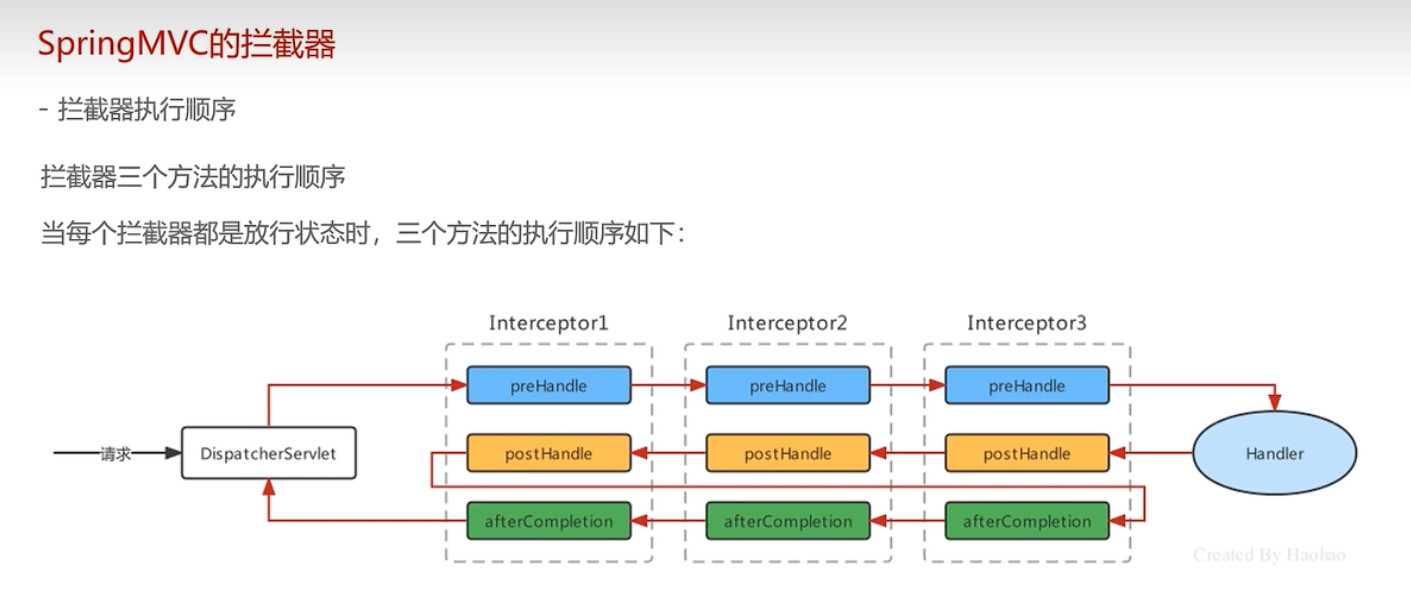 SpringMVC的拦截器
- 拦截器执行顺序
拦截器三个方法的执行顺序
当每个拦截器都是放行状态时，三个方法的执行顺序如下：
Interceptor1 Interceptor2 Interceptor3
preHandle preHandle preHandle
请求 DispatcherServlet postHandle postHandle postHandle Handler
afterCompletion afterCompletion afterCompletion
Created By Haohao